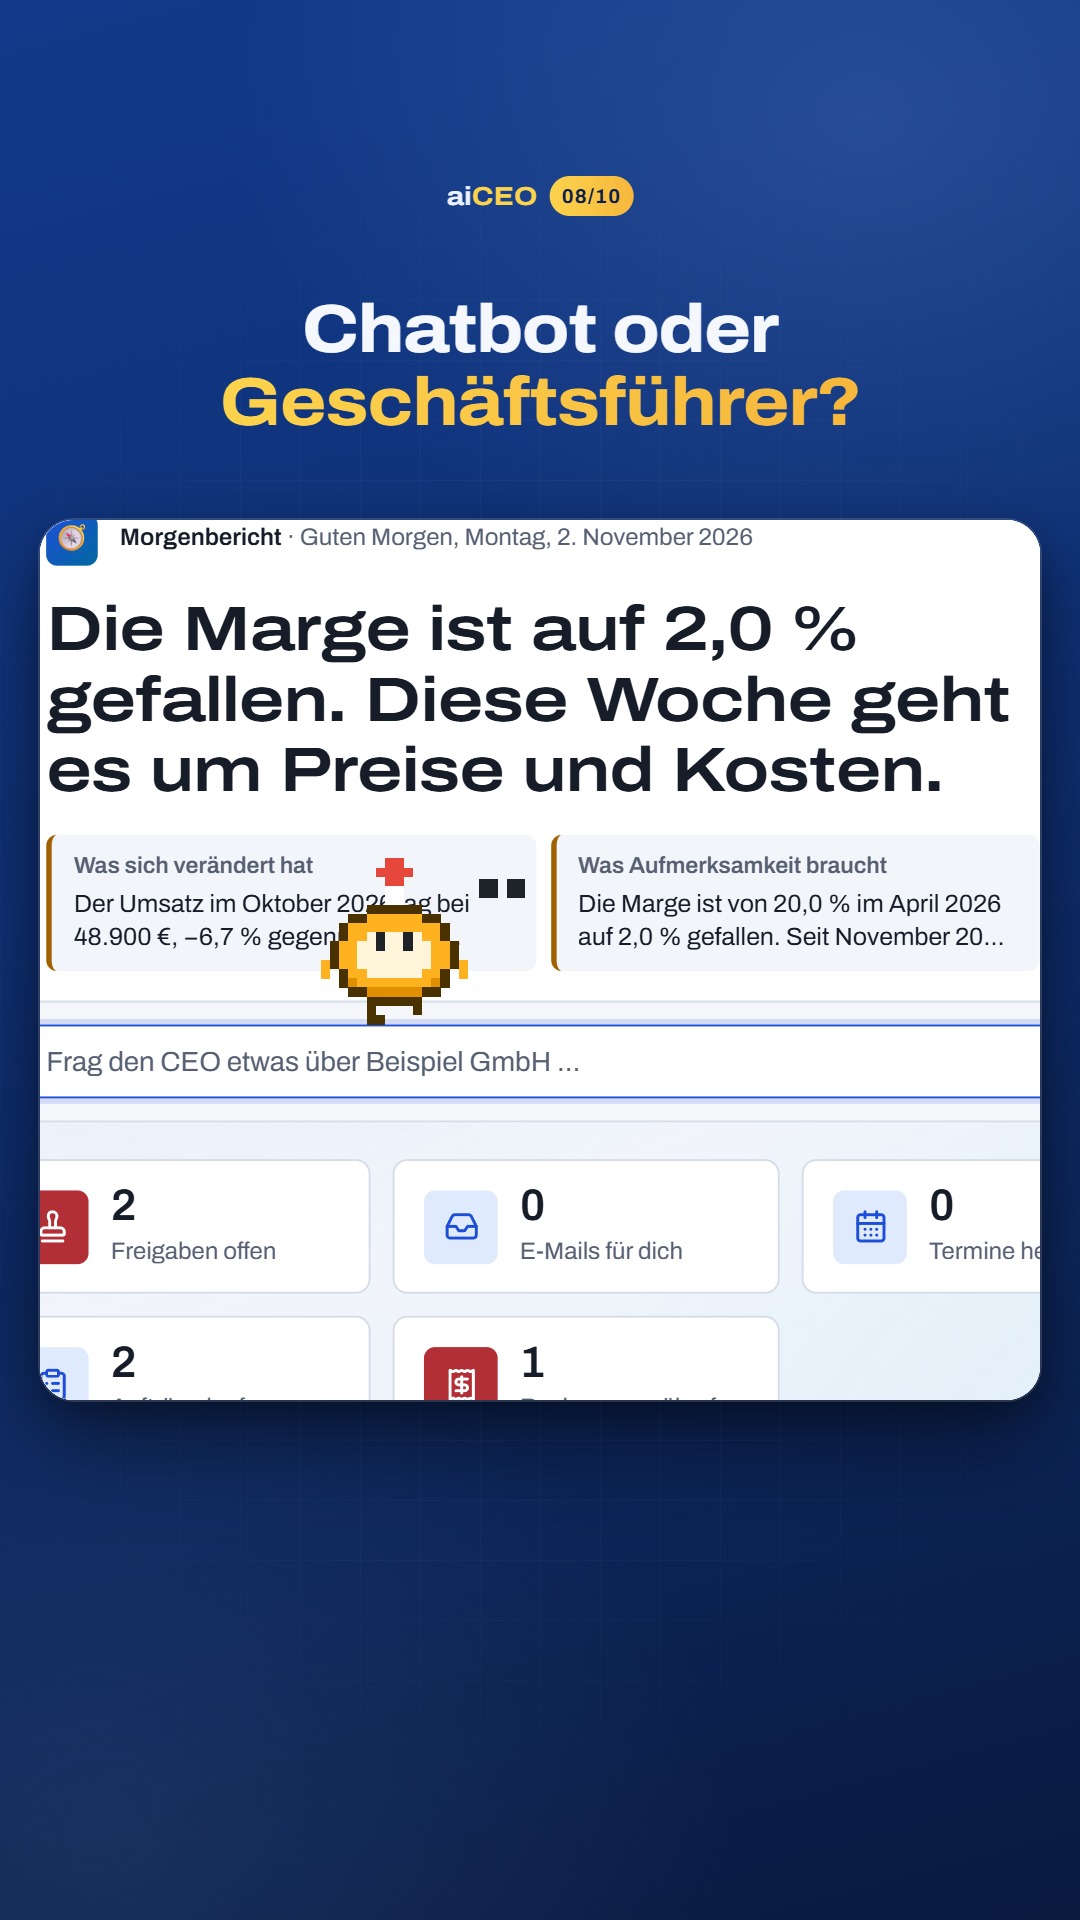 aiCEO 08/10
Chatbot oder
Geschäftsführer?
Morgenbericht · Guten Morgen, Montag, 2. November 2026
Die Marge ist auf 2,0 %
gefallen. Diese Woche geht
es um Preise und Kosten.
Was sich verändert hat
Der Umsatz im Oktober 2026 bei
48.900 €, −6,7 %
Was Aufmerksamkeit braucht
Die Marge ist von 20,0 % im April 2026
auf 2,0 % gefallen. Seit November 20...
Frag den CEO etwas über Beispiel GmbH ...
2
Freigaben offen
0
E-Mails für dich
0
Termine
2
1